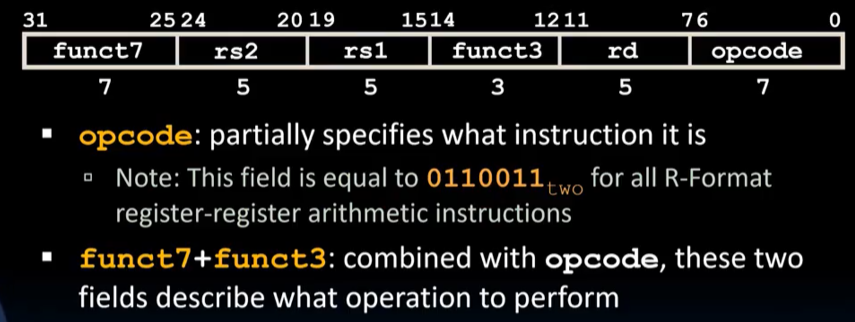 31 25 24 20 19 15 14 12 11 7 6 0
funct7 rs2 rs1 funct3 rd opcode
7 5 5 3 5 7
▪ opcode: partially specifies what instruction it is
▫ Note: This field is equal to 0110011two for all R-Format
register-register arithmetic instructions
▪ funct7+funct3: combined with opcode, these two
fields describe what operation to perform